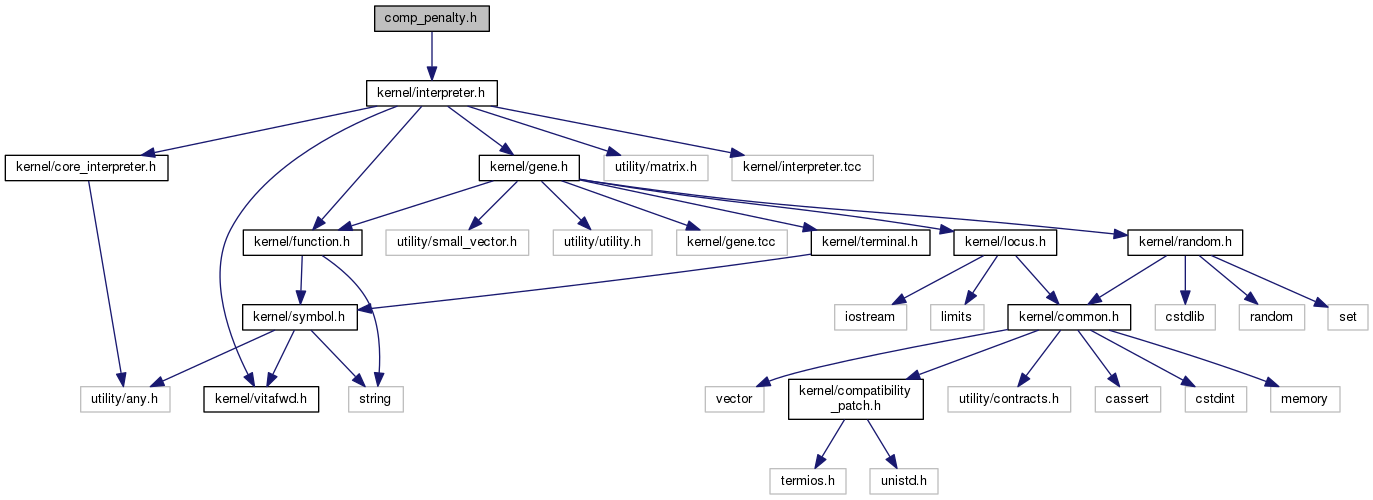 comp_penalty.h
kernel/interpreter.h
kernel/core_interpreter.h
kernel/gene.h
utility/matrix.h
kernel/interpreter.tcc
kernel/function.h
utility/small_vector.h
utility/utility.h
kernel/gene.tcc
kernel/terminal.h
kernel/locus.h
kernel/random.h
kernel/symbol.h
iostream
limits
kernel/common.h
cstdlib
random
set
utility/any.h
kernel/vitafwd.h
string
vector
kernel/compatibility
_patch.h
utility/contracts.h
cassert
cstdint
memory
termios.h
unistd.h